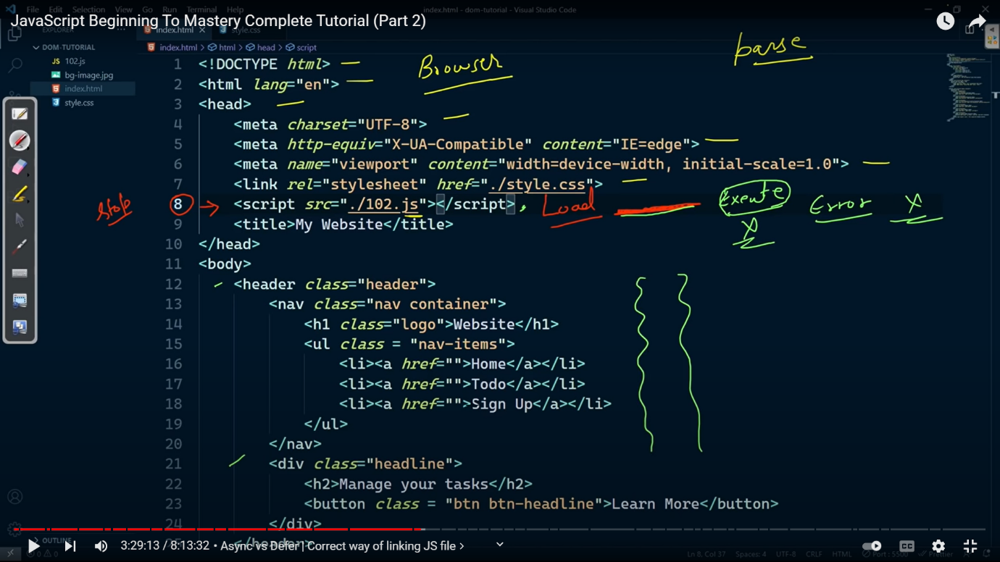 File Edit Selection View Go Run Terminal Help
index.html - dom-tutorial - Visual Studio Code
JavaScript Beginning To Mastery Complete Tutorial (Part 2)
EXPLORER
index.html
style.css
DOM-TUTORIAL
JS 102.js
bg-image.jpg
index.html
style.css
index.html > html > head > script
Browser
parse
1 <!DOCTYPE html>
2 <html lang="en">
3 <head>
4 <meta charset="UTF-8">
5 <meta http-equiv="X-UA-Compatible" content="IE=edge">
6 <meta name="viewport" content="width=device-width, initial-scale=1.0">
7 <link rel="stylesheet" href="./style.css">
8 <script src="./102.js"></script>
Load
Exeute
Error
X
X
9 <title>My Website</title>
10 </head>
11 <body>
12 <header class="header">
13 <nav class="nav container">
14 <h1 class="logo">Website</h1>
15 <ul class = "nav-items">
16 <li><a href="">Home</a></li>
17 <li><a href="">Todo</a></li>
18 <li><a href="">Sign Up</a></li>
19 </ul>
20 </nav>
21 <div class="headline">
22 <h2>Manage your tasks</h2>
23 <button class = "btn btn-headline">Learn More</button>
24 </div>
</header>
OUTLINE
3:29:13 / 8:13:32 • Async vs Defer | Correct way of linking JS file >
CC
Ln 8, Col 37 Spaces: 4 UTF-8 CRLF HTML Port : 5500 Prettier